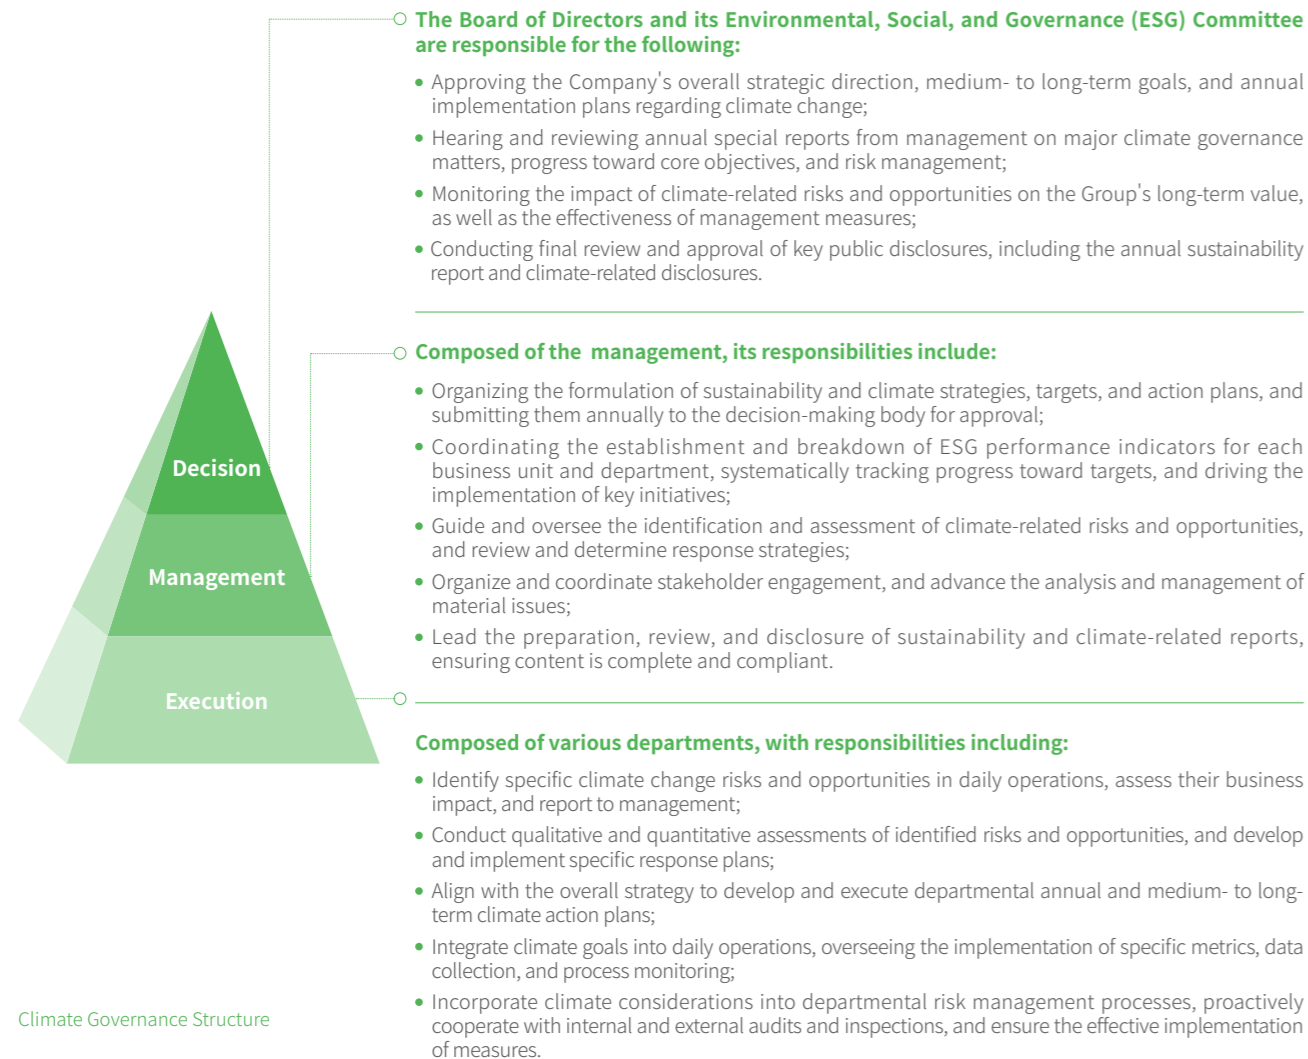 The Board of Directors and its Environmental, Social, and Governance (ESG) Committee
are responsible for the following:
• Approving the Company's overall strategic direction, medium- to long-term goals, and annual
implementation plans regarding climate change;
• Hearing and reviewing annual special reports from management on major climate governance
matters, progress toward core objectives, and risk management;
• Monitoring the impact of climate-related risks and opportunities on the Group's long-term value,
as well as the effectiveness of management measures;
• Conducting final review and approval of key public disclosures, including the annual sustainability
report and climate-related disclosures.
Decision
Composed of the management, its responsibilities include:
• Organizing the formulation of sustainability and climate strategies, targets, and action plans, and
submitting them annually to the decision-making body for approval;
• Coordinating the establishment and breakdown of ESG performance indicators for each
business unit and department, systematically tracking progress toward targets, and driving the
implementation of key initiatives;
• Guide and oversee the identification and assessment of climate-related risks and opportunities,
and review and determine response strategies;
• Organize and coordinate stakeholder engagement, and advance the analysis and management of
material issues;
• Lead the preparation, review, and disclosure of sustainability and climate-related reports,
ensuring content is complete and compliant.
Management
Execution
Composed of various departments, with responsibilities including:
• Identify specific climate change risks and opportunities in daily operations, assess their business
impact, and report to management;
• Conduct qualitative and quantitative assessments of identified risks and opportunities, and develop
and implement specific response plans;
• Align with the overall strategy to develop and execute departmental annual and medium- to long-
term climate action plans;
• Integrate climate goals into daily operations, overseeing the implementation of specific metrics, data
collection, and process monitoring;
• Incorporate climate considerations into departmental risk management processes, proactively
cooperate with internal and external audits and inspections, and ensure the effective implementation
of measures.
Climate Governance Structure